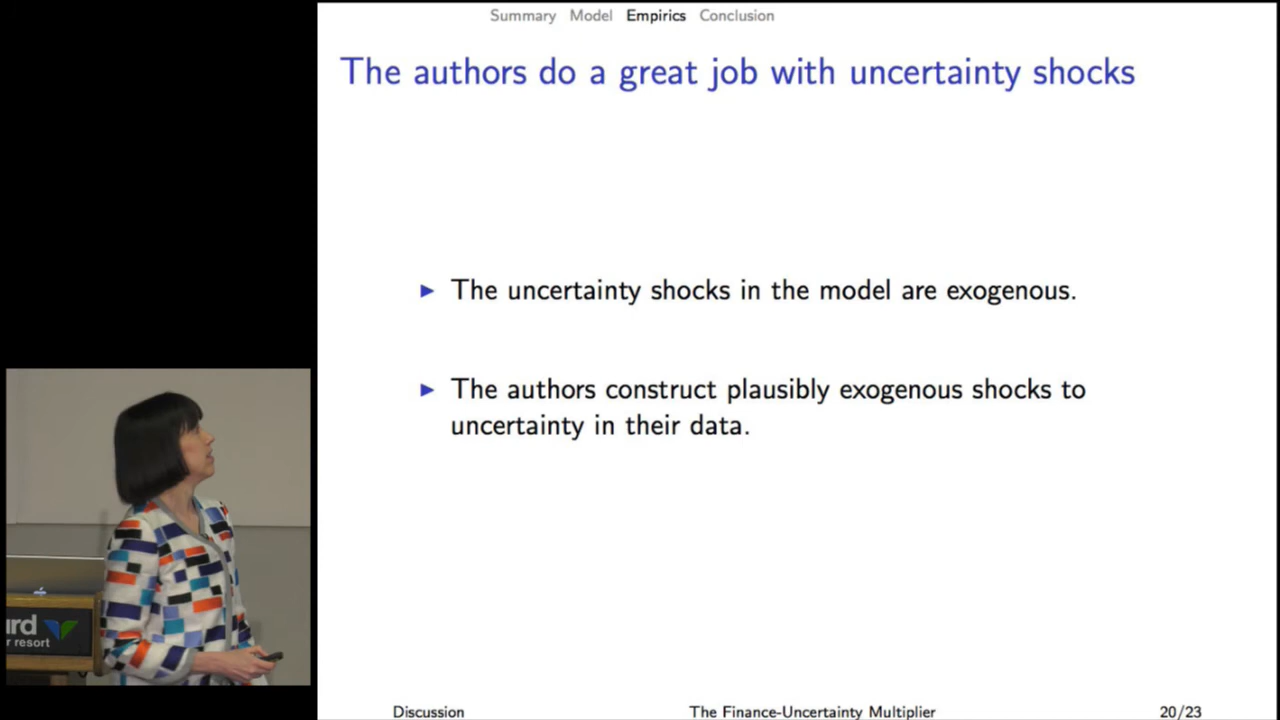 Summary Model Empirics Conclusion
The authors do a great job with uncertainty shocks
▶ The uncertainty shocks in the model are exogenous.
▶ The authors construct plausibly exogenous shocks to
uncertainty in their data.
ard
r resort
Discussion The Finance-Uncertainty Multiplier 20/23